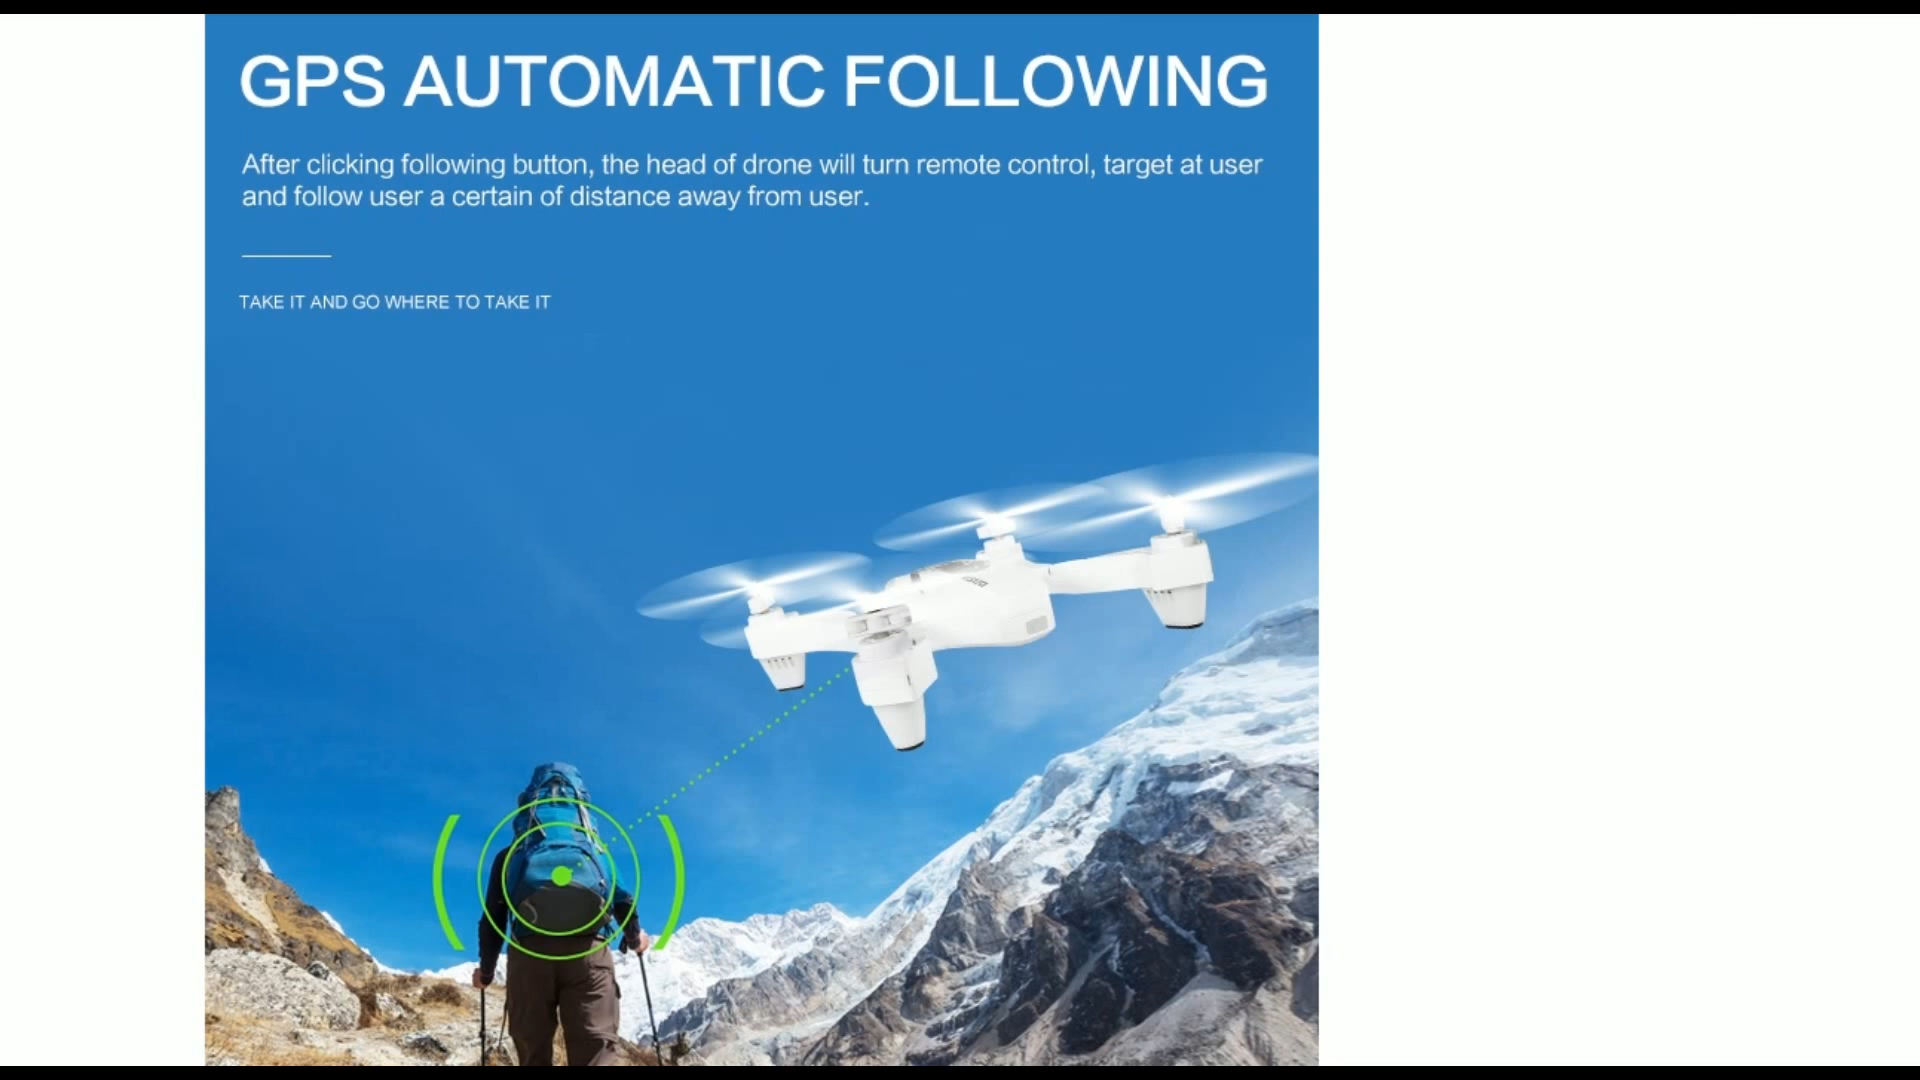 GPS AUTOMATIC FOLLOWING
After clicking following button, the head of drone will turn remote control, target at user
and follow user a certain of distance away from user.
TAKE IT AND GO WHERE TO TAKE IT